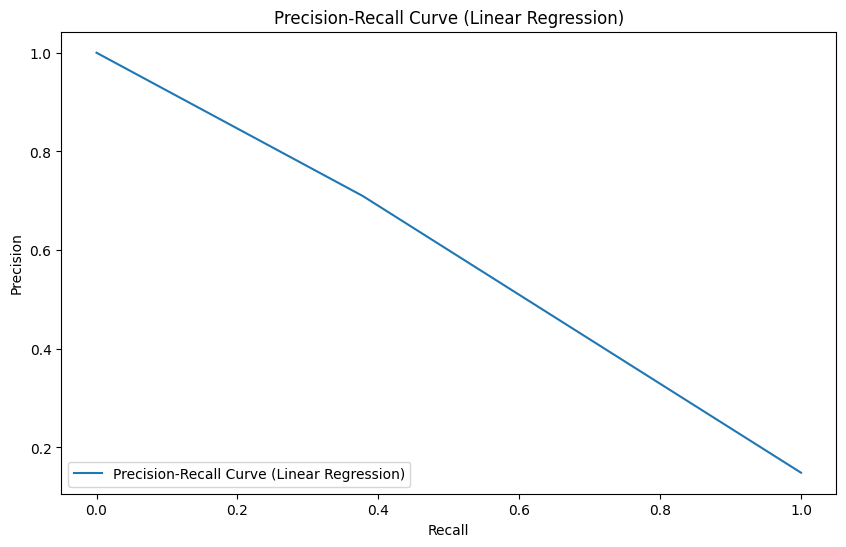 Precision-Recall Curve (Linear Regression)
1.0
0.8
0.6
0.4
0.2
Precision
Precision-Recall Curve (Linear Regression)
0.0 0.2 0.4 0.6 0.8 1.0
Recall